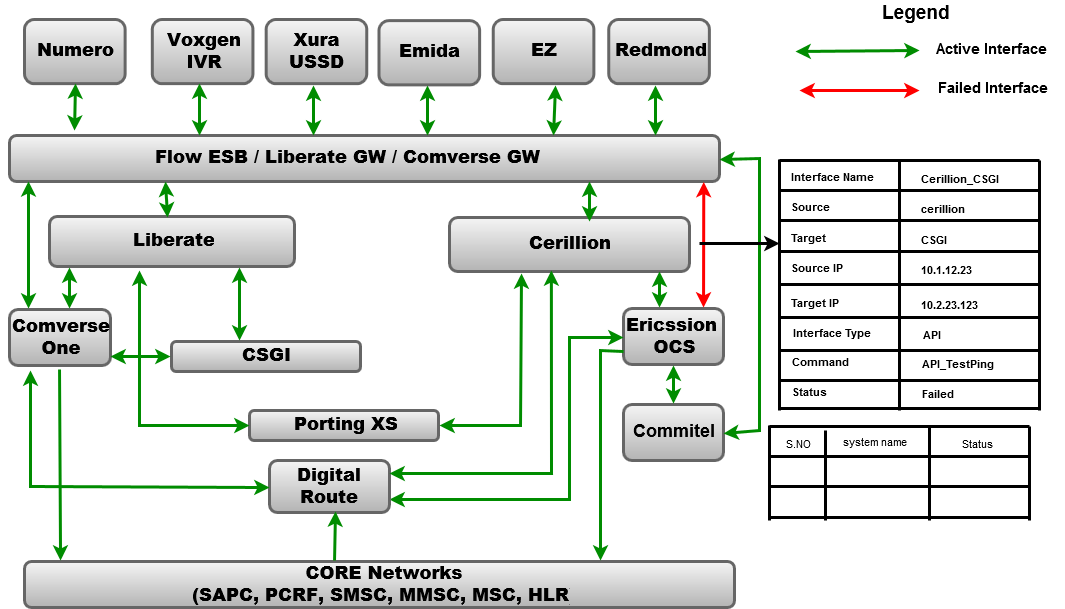 Legend
Active Interface
Failed Interface
Numero
Voxgen
IVR
Xura
USSD
Emida
EZ
Redmond
Flow ESB / Liberate GW / Comverse GW
Liberate
Cerillion
Comverse
One
CSGI
Ericssion
OCS
Porting XS
Commitel
Digital
Route
CORE Networks
(SAPC, PCRF, SMSC, MMSC, MSC, HLR
Interface Name Cerillion_CSGI
Source cerillion
Target CSGI
Source IP 10.1.12.23
Target IP 10.2.23.123
Interface Type API
Command API_TestPing
Status Failed
S.NO system name Status